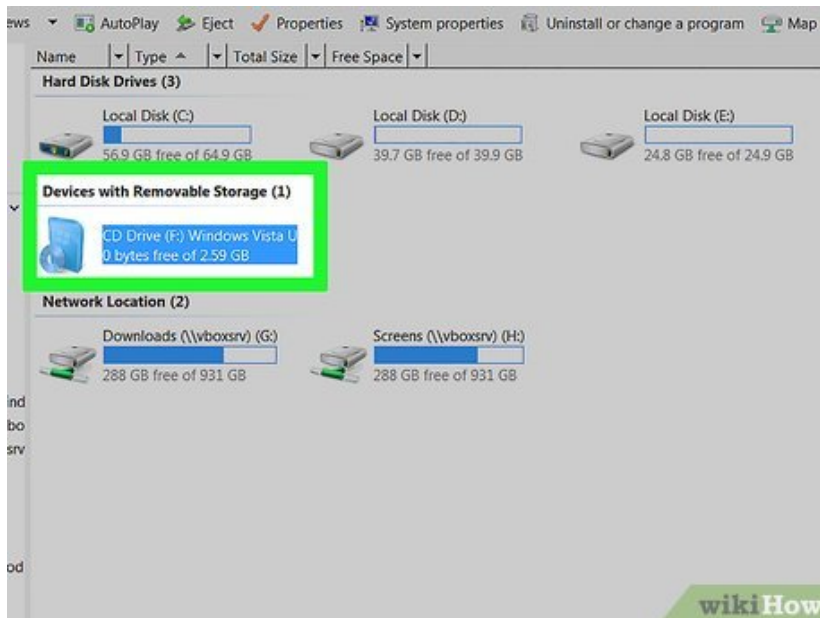 ews AutoPlay Eject Properties System properties Uninstall or change a program Map
Name Type Total Size Free Space
Hard Disk Drives (3)
Local Disk (C:) Local Disk (D:) Local Disk (E:)
56.9 GB free of 64.9 GB 39.7 GB free of 39.9 GB 24.8 GB free of 24.9 GB
Devices with Removable Storage (1)
CD Drive (F:) Windows Vista U
0 bytes free of 2.59 GB
Network Location (2)
Downloads (\\vboxsrv) (G:) Screens (\\vboxsrv) (H:)
288 GB free of 931 GB 288 GB free of 931 GB
ind
bo
srv
od
wikiHow